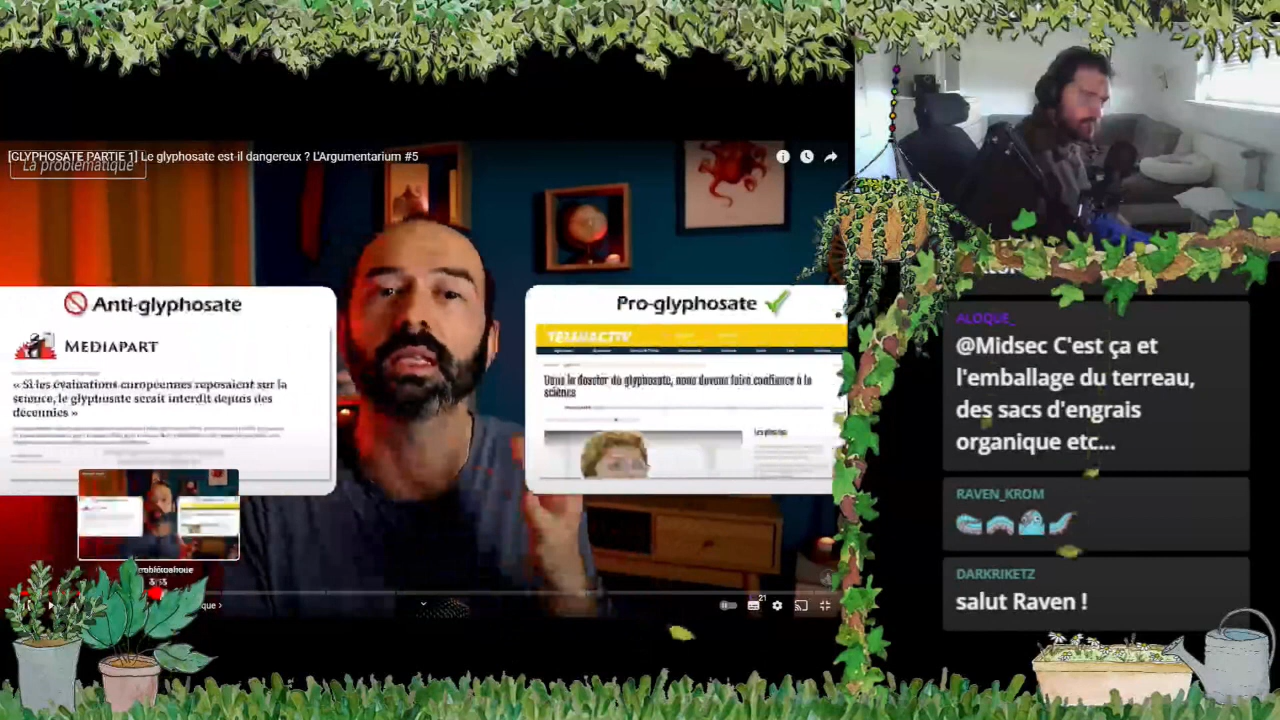 [GLYPHOSATE PARTIE 1] Le glyphosate est-il dangereux ? L'Argumentarium #5
La problématique
Anti-glyphosate
MEDIAPART
« Si les évaluations européennes reposaient sur la
science, le glyphosate serait interdit depuis des
décennies »
Pro-glyphosate
Dans le dossier du glyphosate, nous devons faire confiance à la
science
21
ALOQUE_
@Midsec C'est ça et
l'emballage du terreau,
des sacs d'engrais
organique etc...
RAVEN_KROM
DARKRIKETZ
salut Raven !